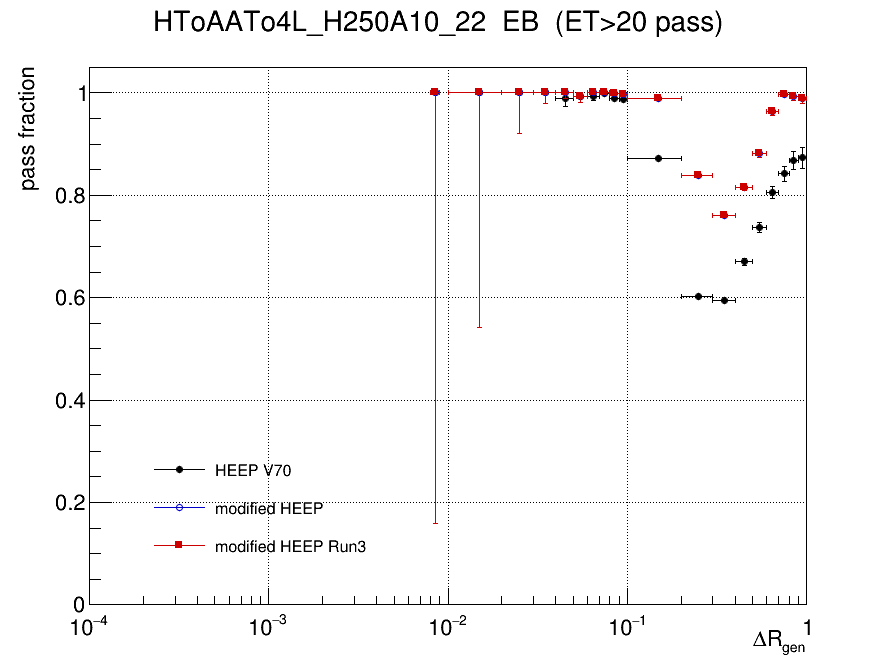 HToAATo4L_H250A10_22 EB (ET>20 pass)
pass fraction
1
0.8
0.6
0.4
0.2
0
HEEP V70
modified HEEP
modified HEEP Run3
10⁻⁴ 10⁻³ 10⁻² 10⁻¹ 1
ΔR_gen